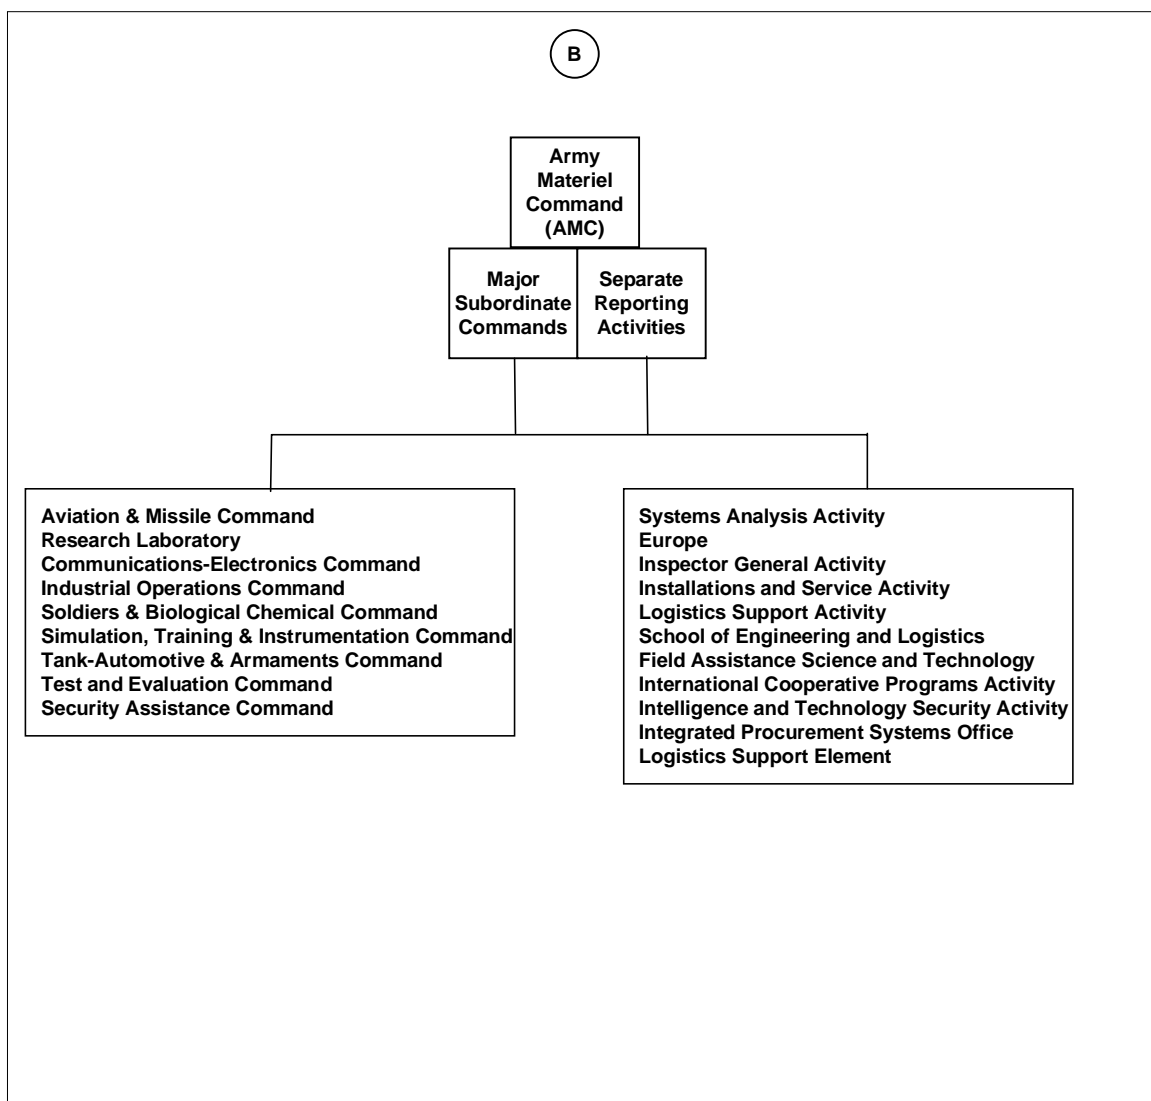 B
Army
Materiel
Command
(AMC)
Major
Subordinate
Commands
Separate
Reporting
Activities
Aviation & Missile Command
Research Laboratory
Communications-Electronics Command
Industrial Operations Command
Soldiers & Biological Chemical Command
Simulation, Training & Instrumentation Command
Tank-Automotive & Armaments Command
Test and Evaluation Command
Security Assistance Command
Systems Analysis Activity
Europe
Inspector General Activity
Installations and Service Activity
Logistics Support Activity
School of Engineering and Logistics
Field Assistance Science and Technology
International Cooperative Programs Activity
Intelligence and Technology Security Activity
Integrated Procurement Systems Office
Logistics Support Element